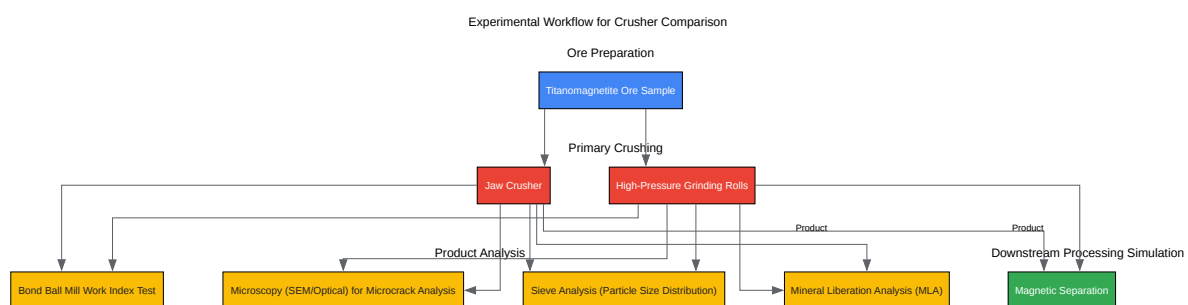 Experimental Workflow for Crusher Comparison
Ore Preparation
Titanomagnetite Ore Sample
Primary Crushing
Jaw Crusher
High-Pressure Grinding Rolls
Product
Product
Product Analysis
Downstream Processing Simulation
Bond Ball Mill Work Index Test
Microscopy (SEM/Optical) for Microcrack Analysis
Sieve Analysis (Particle Size Distribution)
Mineral Liberation Analysis (MLA)
Magnetic Separation